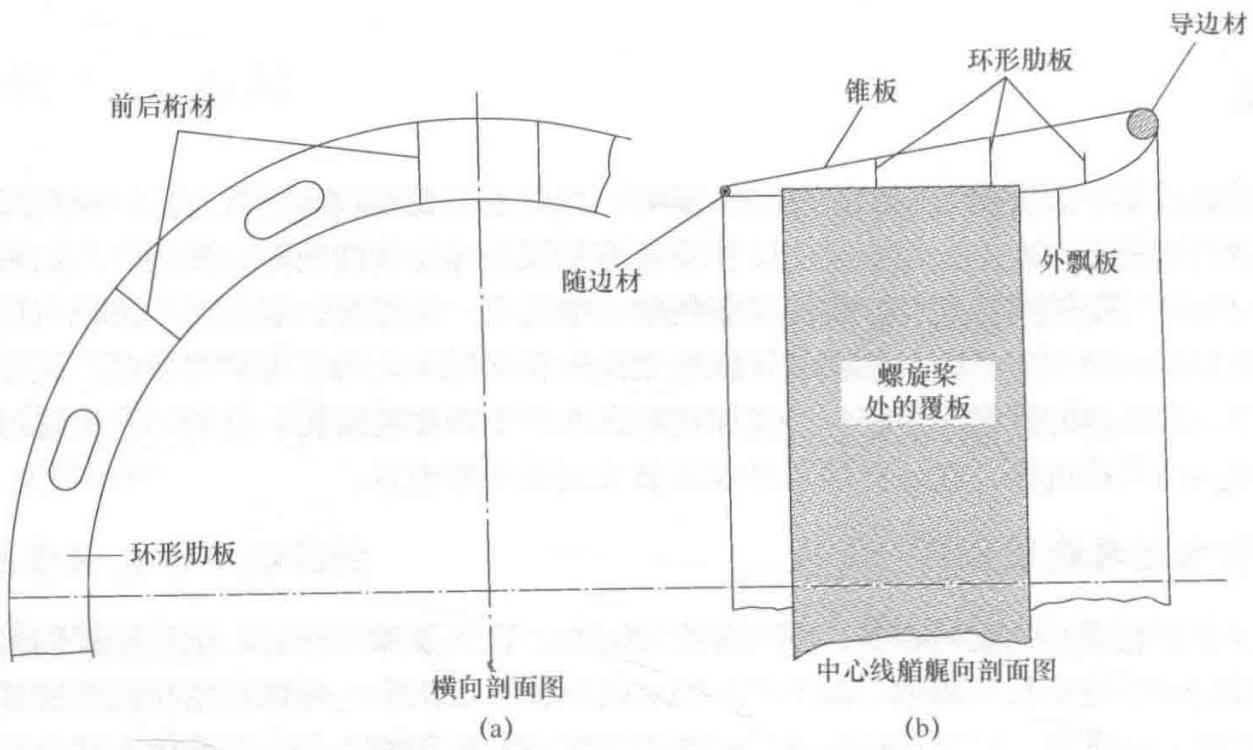 导边材
环形肋板
锥板
前后桁材
随边材
外飘板
螺旋桨
处的覆板
环形肋板
横向剖面图
中心线艏艉向剖面图
(a)
(b)